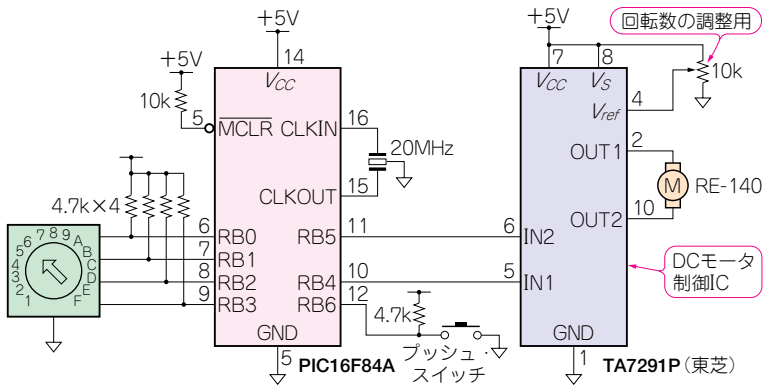 +5V
回転数の調整用
+5V
+5V
14
7
8
10k
VCC
VCC
VS
10k
5
MCLR
CLKIN
16
4
Vref
20MHz
OUT1
2
M
RE-140
CLKOUT
15
4.7k×4
OUT2
10
6
RB0
RB5
11
6
IN2
7
RB1
8
RB2
RB4
10
5
IN1
9
RB3
RB6
12
DCモータ
制御IC
1
2
3
4
5
6
7
8
9
A
B
C
D
E
F
4.7k
GND
GND
5
PIC16F84A
プッシュ・
スイッチ
1
TA7291P(東芝)